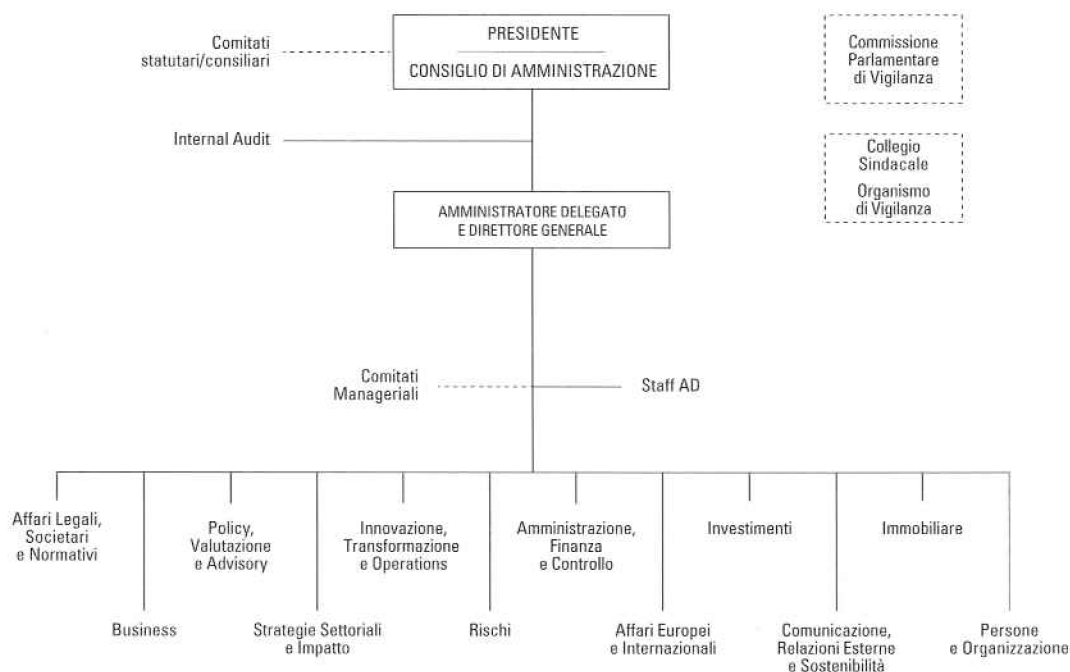 PRESIDENTE
CONSIGLIO DI AMMINISTRAZIONE
Comitati
statutari/consiliari
Commissione
Parlamentare
di Vigilanza
Internal Audit
Collegio
Sindacale
Organismo
di Vigilanza
AMMINISTRATORE DELEGATO
E DIRETTORE GENERALE
Comitati
Manageriali
Staff AD
Affari Legali,
Societari
e Normativi
Policy,
Valutazione
e Advisory
Innovazione,
Transformazione
e Operations
Amministrazione,
Finanza
e Controllo
Investimenti
Immobiliare
Business
Strategie Settoriali
e Impatto
Rischi
Affari Europei
e Internazionali
Comunicazione,
Relazioni Esterne
e Sostenibilità
Persone
e Organizzazione